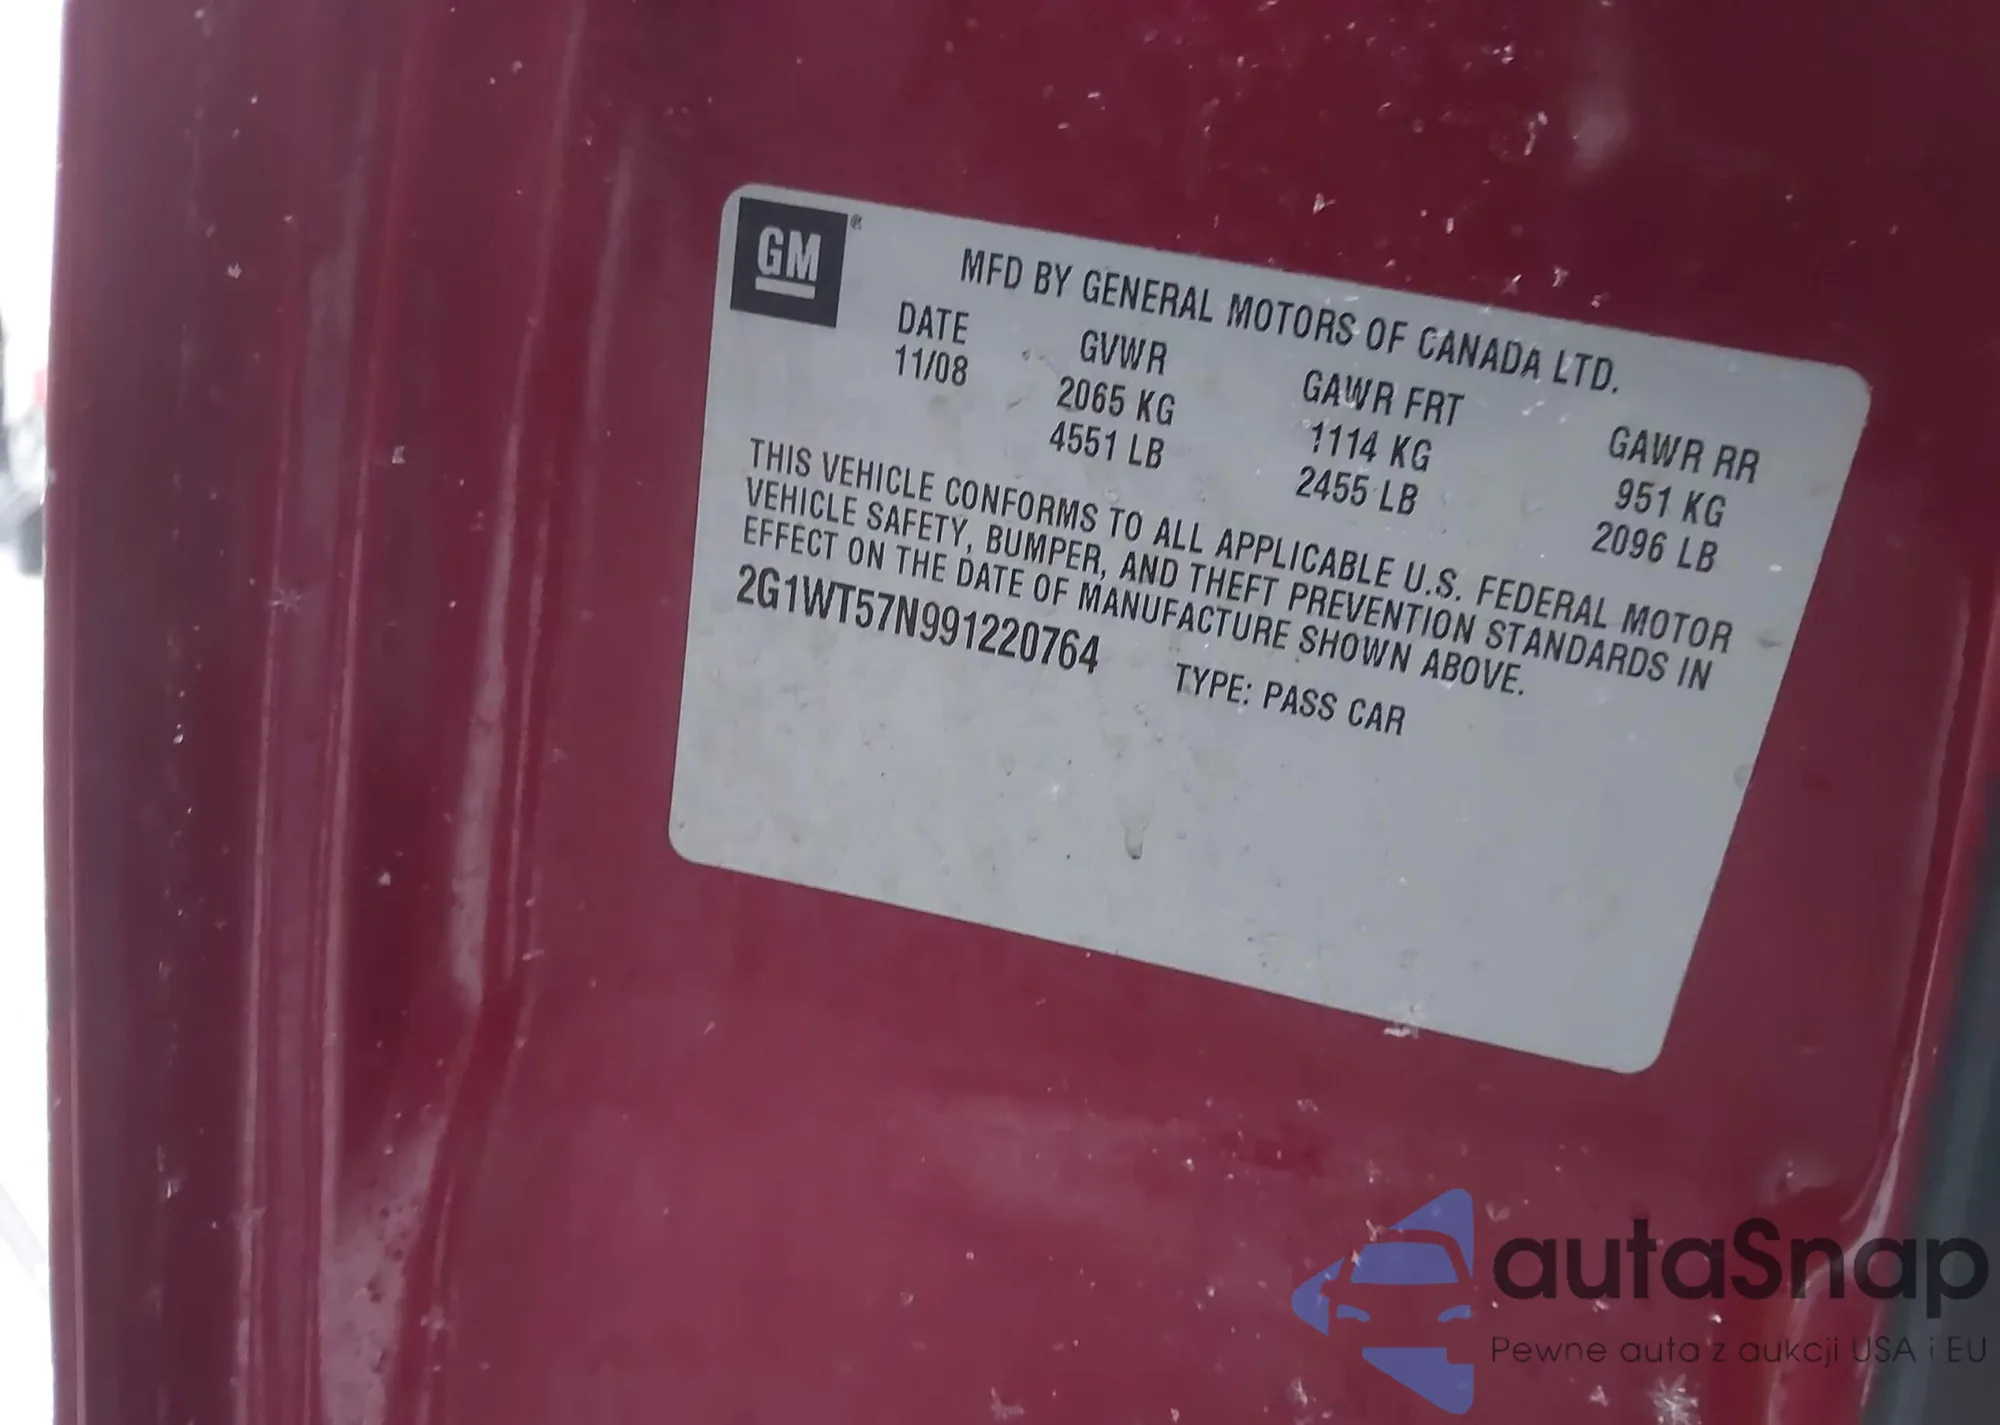 GM®
MFD BY GENERAL MOTORS OF CANADA LTD.
DATE GVWR GAWR FRT GAWR RR
11/08 2065 KG 1114 KG 951 KG
4551 LB 2455 LB 2096 LB
THIS VEHICLE CONFORMS TO ALL APPLICABLE U.S. FEDERAL MOTOR
VEHICLE SAFETY, BUMPER, AND THEFT PREVENTION STANDARDS IN
EFFECT ON THE DATE OF MANUFACTURE SHOWN ABOVE.
2G1WT57N991220764 TYPE: PASS CAR
autaSnap
Pewne auta z aukcji USA i EU